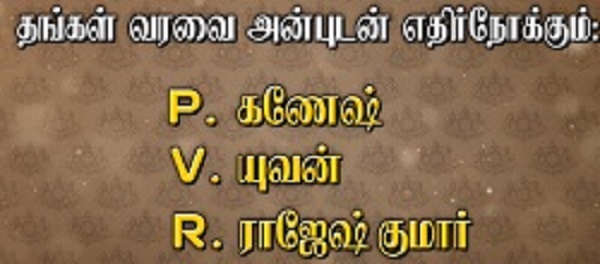 தங்கள் வரவை அன்புடன் எதிர்நோக்கும்:
P. கணேஷ்
V. யுவன்
R. ராஜேஷ் குமார்